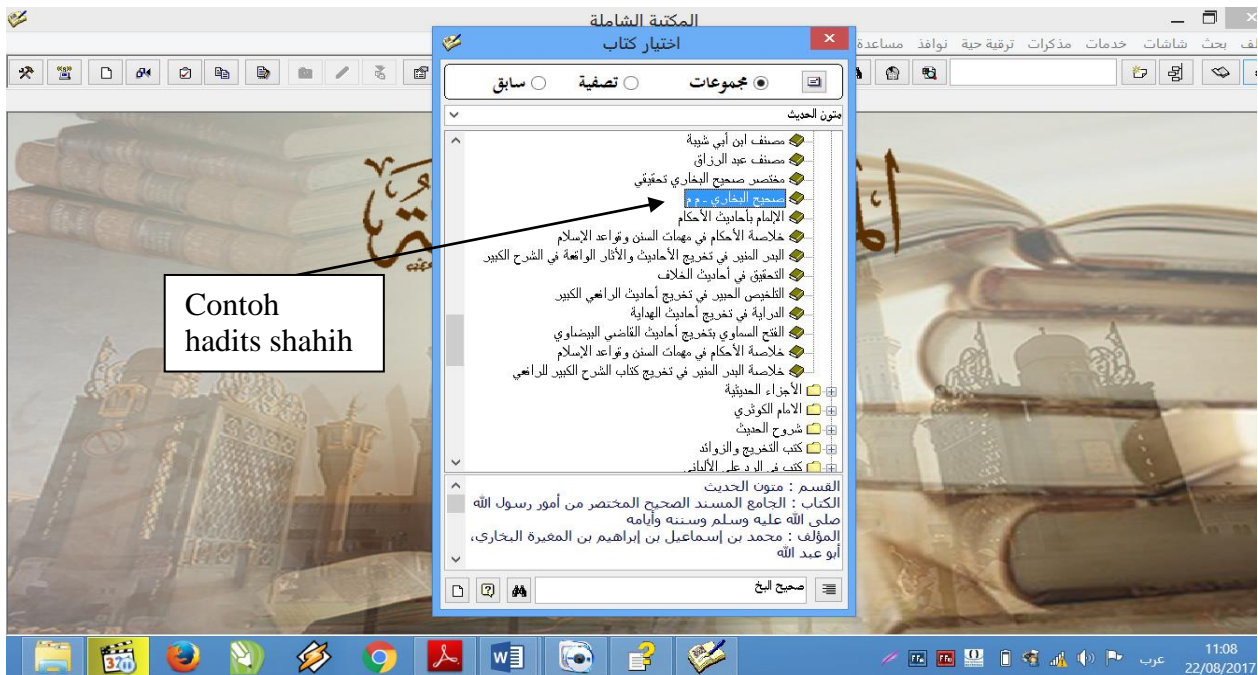 المكتبة الشاملة
بحث شاشات خدمات مذكرات ترقية حية نوافذ مساعدة
اختيار كتاب
مجموعات تصفية سابق
متون الحديث
مصنف ابن أبي شيبة
مصنف عبد الرزاق
مختصر صحيح البخاري تحقيقي
صحيح البخاري ـ م م
الإلمام بأحاديث الأحكام
خلاصة الأحكام في مهمات السنن وقواعد الإسلام
البدر المنير في تخريج الأحاديث والأثار الواقعة في الشرح الكبير
التحقيق في أحاديث الخلاف
التلخيص الحبير في تخريج أحاديث الرافعي الكبير
الدراية في تخريج أحاديث الهداية
الفتح السماوي بتخريج أحاديث القاضي البيضاوي
خلاصة الأحكام في مهمات السنن وقواعد الإسلام
خلاصة البدر المنير في تخريج كتاب الشرح الكبير للرافعي
الأجزاء الحديثية
الامام الكوثري
شروح الحديث
كتب التخريج والزوائد
كتب في الرد على الألباني
القسم : متون الحديث
الكتاب : الجامع المسند الصحيح المختصر من أمور رسول الله
صلى الله عليه وسلم وسننه وأيامه
المؤلف : محمد بن إسماعيل بن إبراهيم بن المغيرة البخاري،
أبو عبد الله
صحيح البخ
Contoh
hadits shahih
عرب
11:08
22/08/2017